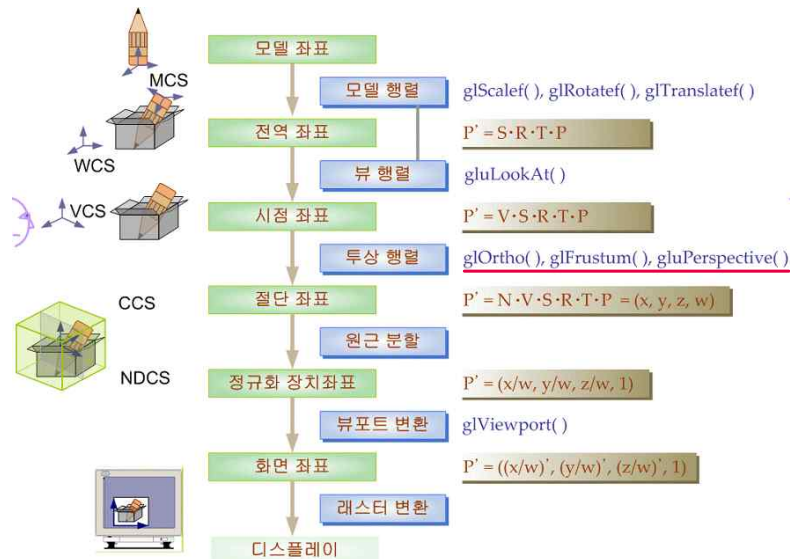 모델 좌표
MCS
모델 행렬
glScalef( ), glRotatef( ), glTranslatef( )
전역 좌표
P' = S·R·T·P
WCS
뷰 행렬
gluLookAt( )
VCS
시점 좌표
P' = V·S·R·T·P
투상 행렬
glOrtho( ), glFrustum( ), gluPerspective( )
CCS
절단 좌표
P' = N·V·S·R·T·P = (x, y, z, w)
원근 분할
NDCS
정규화 장치좌표
P' = (x/w, y/w, z/w, 1)
뷰포트 변환
glViewport( )
화면 좌표
P' = ((x/w)', (y/w)', (z/w)', 1)
래스터 변환
디스플레이